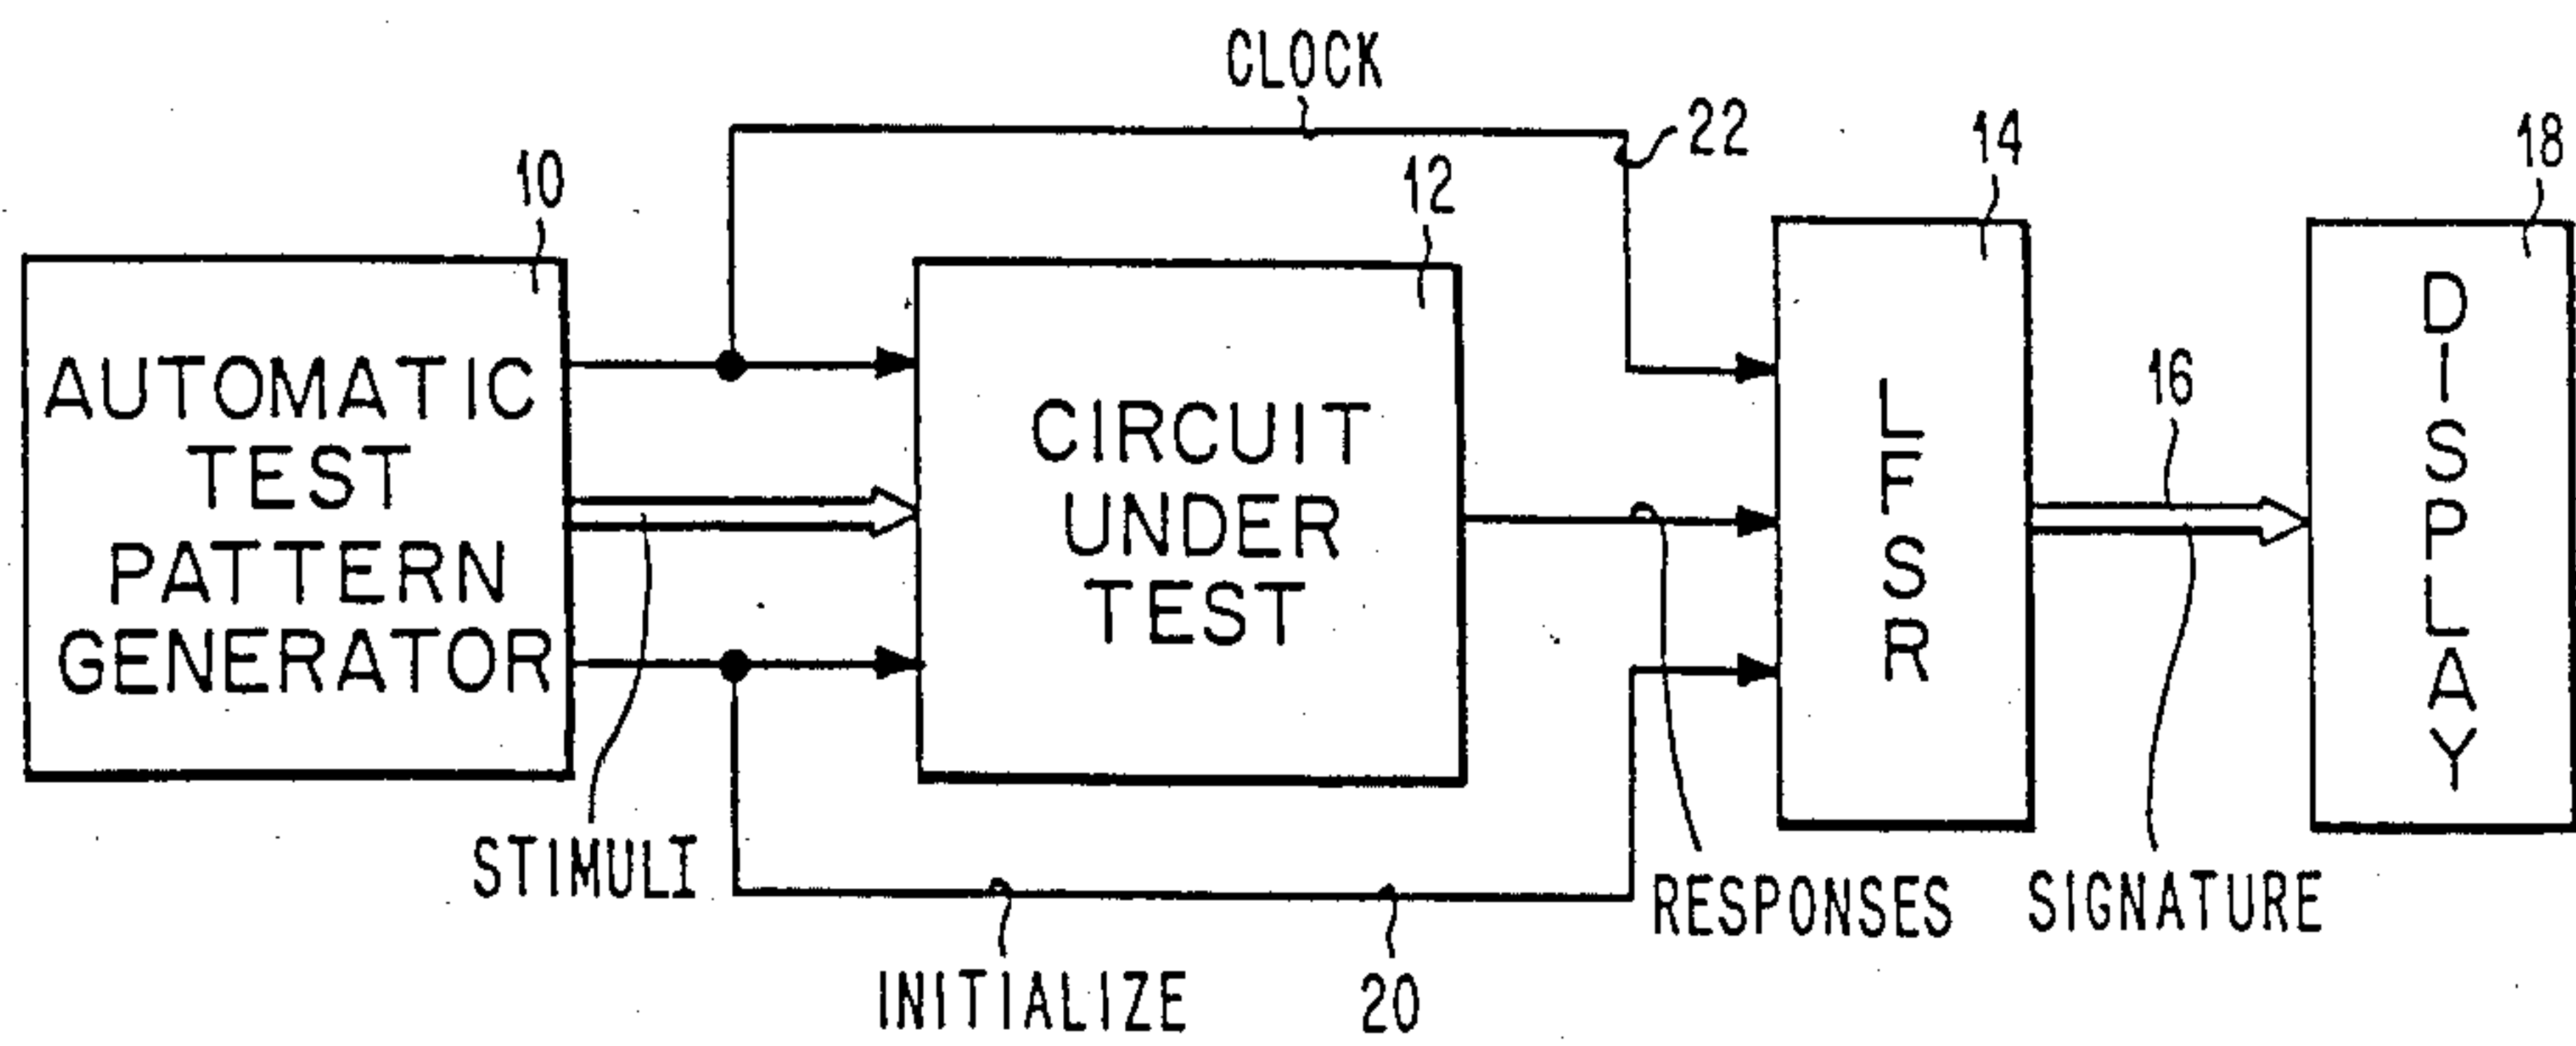 CLOCK
22
10
12
14
18
AUTOMATIC
TEST
PATTERN
GENERATOR
CIRCUIT
UNDER
TEST
LFSR
16
DISPLAY
STIMULI
RESPONSES
SIGNATURE
INITIALIZE
20